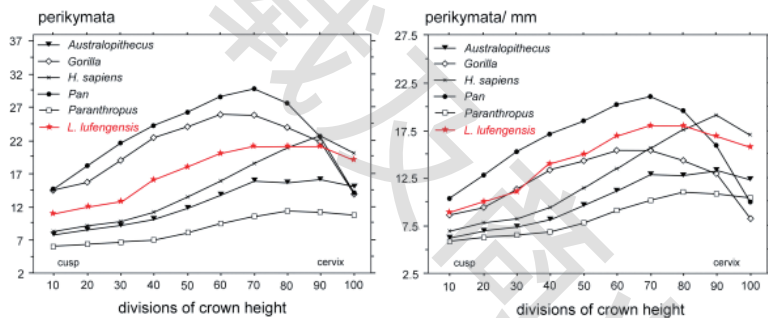 perikymata
37
32
27
22
17
12
7
2
Australopithecus
Gorilla
H. sapiens
Pan
Paranthropus
L. lufengensis
cusp
cervix
10 20 30 40 50 60 70 80 90 100
divisions of crown height
perikymata/ mm
27.5
22.5
17.5
12.5
7.5
2.5
Australopithecus
Gorilla
H. sapiens
Pan
Paranthropus
L. lufengensis
cusp
cervix
10 20 30 40 50 60 70 80 90 100
divisions of crown height